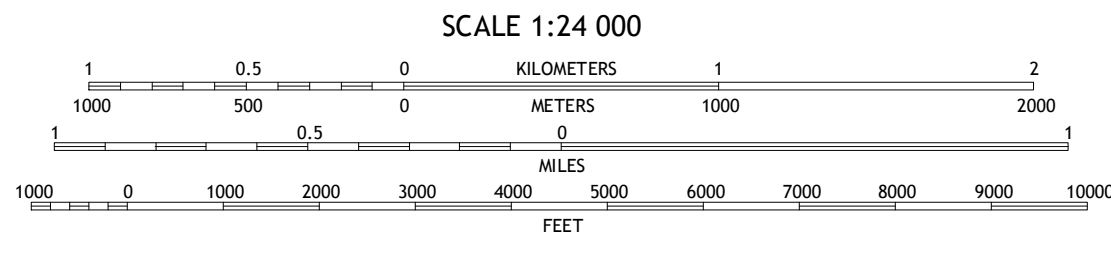 SCALE 1:24 000
1 0.5 0 KILOMETERS 1 2
1000 500 0 METERS 1000 2000
1 0.5 0 1
MILES
1000 0 1000 2000 3000 4000 5000 6000 7000 8000 9000 10000
FEET